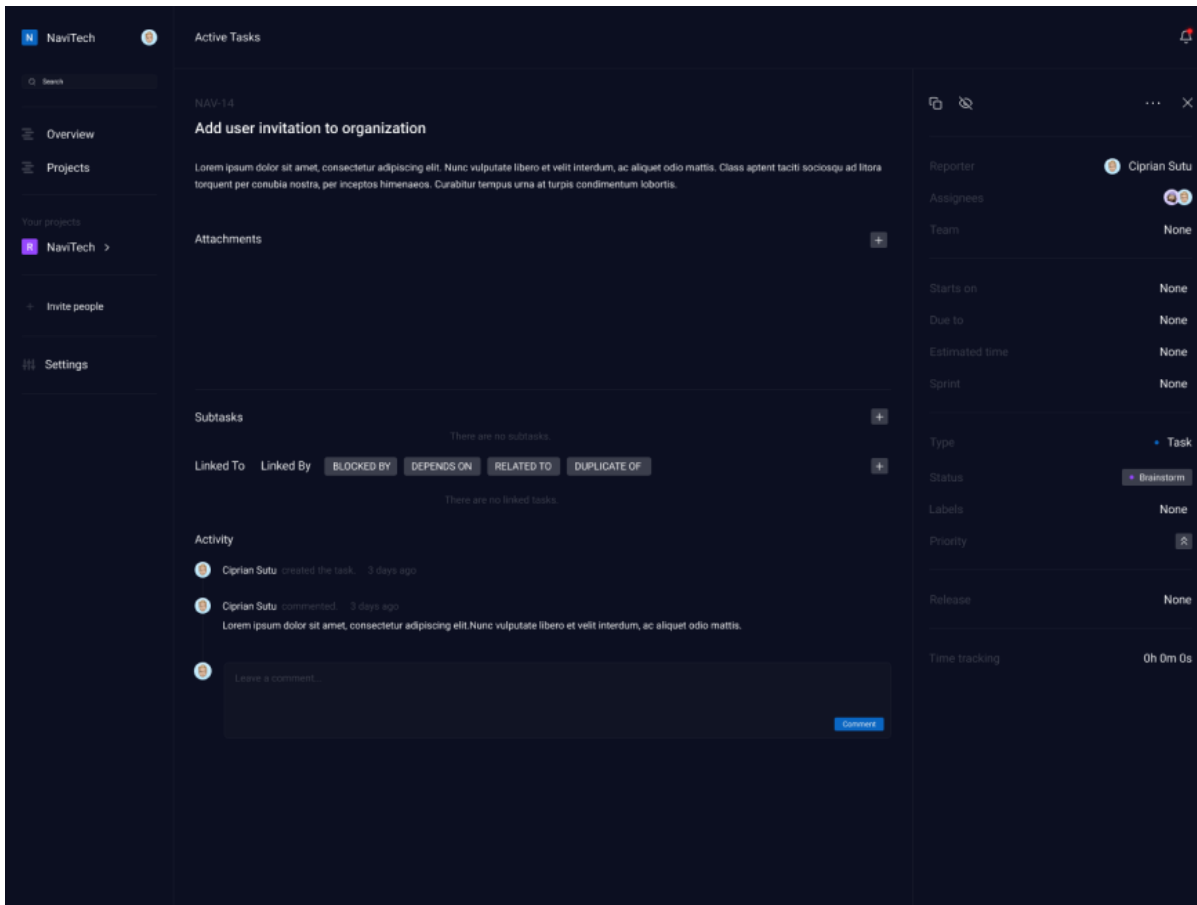 N NaviTech
Search
Overview
Projects
Your projects
R NaviTech >
Invite people
Settings
Active Tasks
NAV-14
Add user invitation to organization
Lorem ipsum dolor sit amet, consectetur adipiscing elit. Nunc vulputate libero et velit interdum, ac aliquet odio mattis. Class aptent taciti sociosqu ad litora
torquent per conubia nostra, per inceptos himenaeos. Curabitur tempus urna at turpis condimentum lobortis.
Attachments
Subtasks
There are no subtasks.
Linked To Linked By BLOCKED BY DEPENDS ON RELATED TO DUPLICATE OF
There are no linked tasks.
Activity
Ciprian Sutu created the task. 3 days ago
Ciprian Sutu commented. 3 days ago
Lorem ipsum dolor sit amet, consectetur adipiscing elit.Nunc vulputate libero et velit interdum, ac aliquet odio mattis.
Leave a comment...
Comment
Reporter Ciprian Sutu
Assignees
Team None
Starts on None
Due to None
Estimated time None
Sprint None
Type Task
Status Brainstorm
Labels None
Priority
Release None
Time tracking 0h 0m 0s